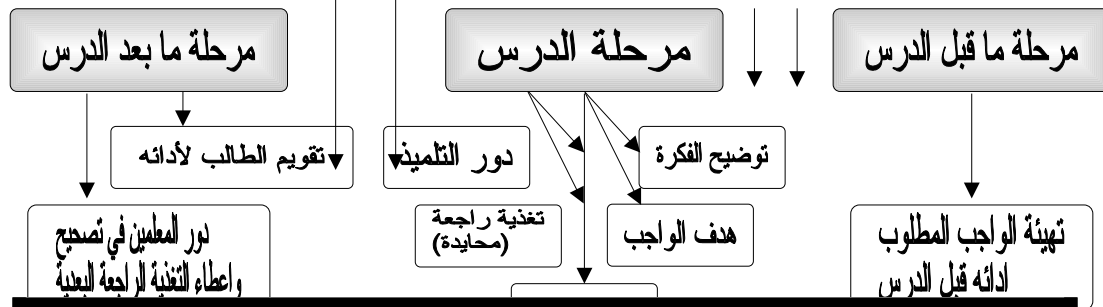 مرحلة ما قبل الدرس
مرحلة الدرس
مرحلة ما بعد الدرس
توضيح الفكرة
دور التلميذ
تقويم الطالب لأدائه
تهيئة الواجب المطلوب
ادائه قبل الدرس
هدف الواجب
تغذية راجعة
(محايدة)
دور المعلمين في تصحيح
واعطاء التغذية الراجعة البعدية